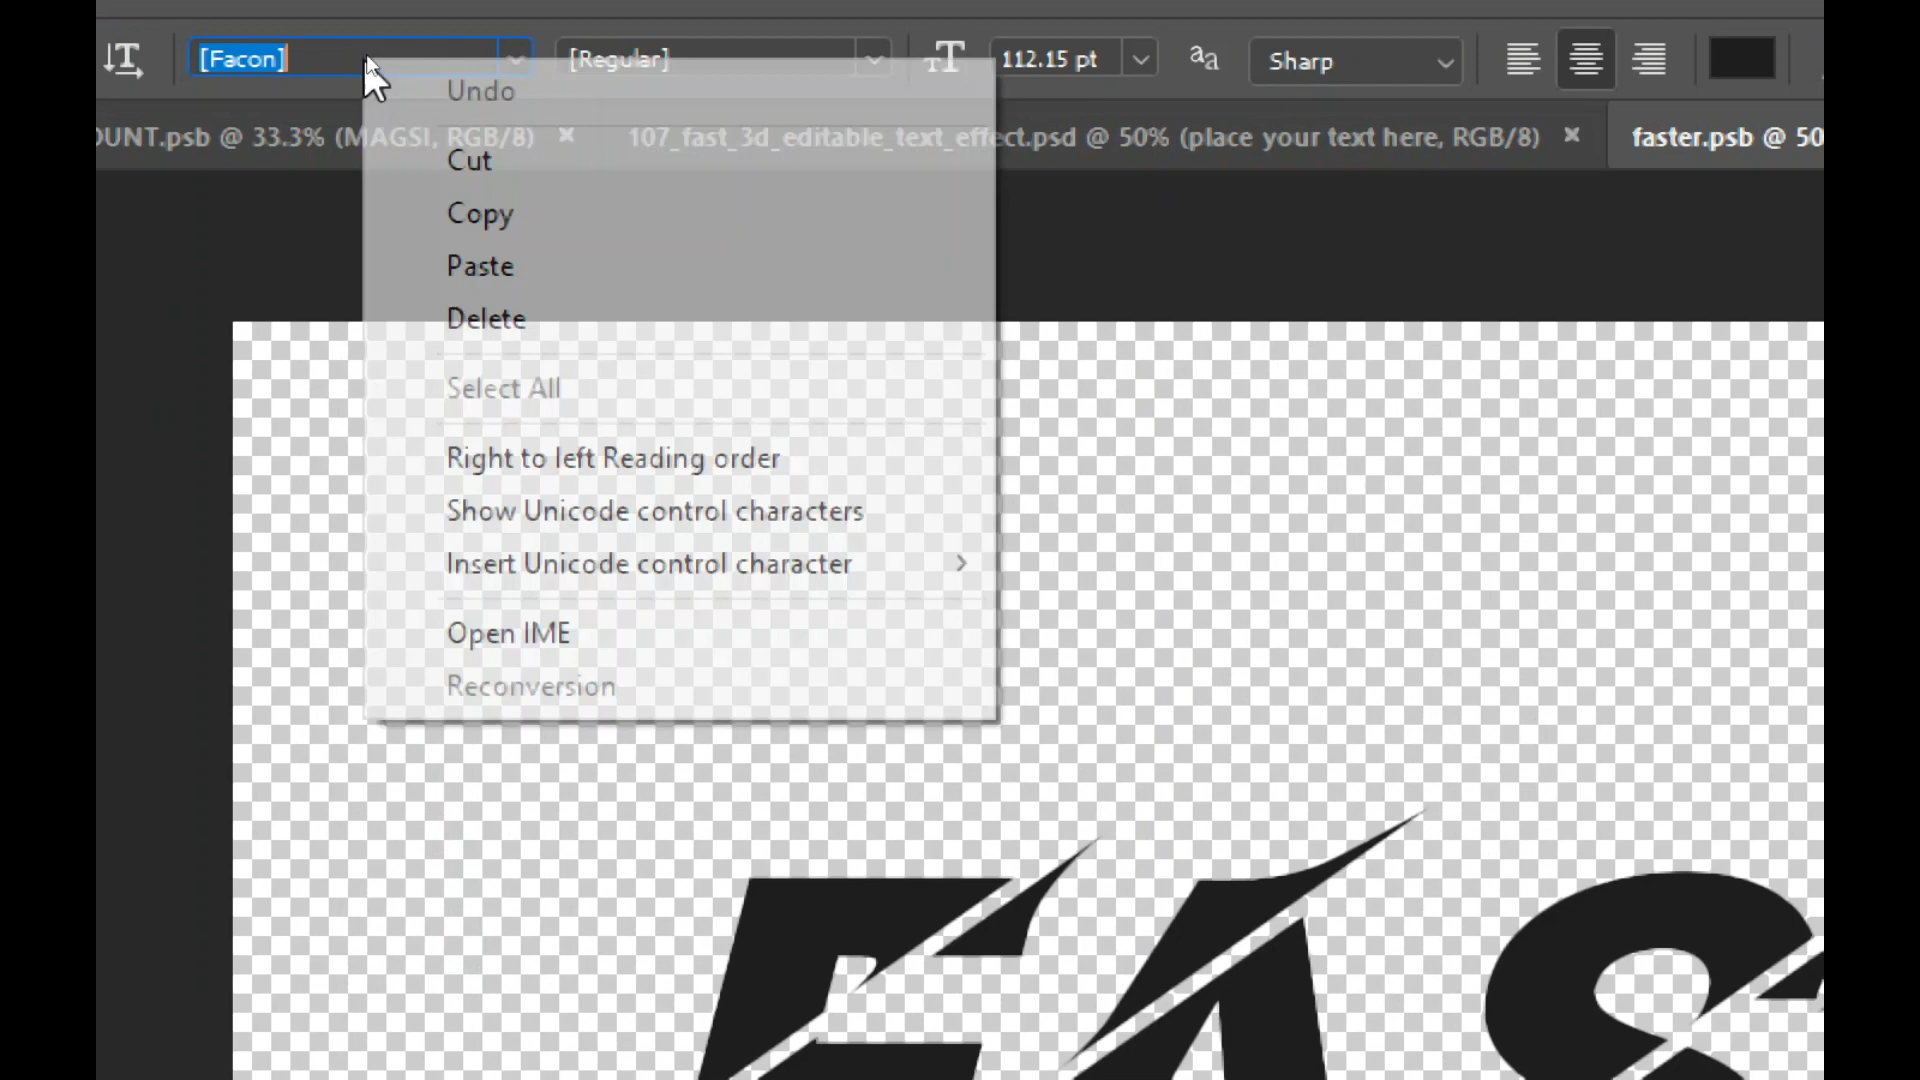 [Facon] [Regular] 112.15 pt aa Sharp
OUNT.psb @ 33.3% (MAGSI, RGB/8) × 107_fast_3d_editable_text_effect.psd @ 50% (place your text here, RGB/8) × faster.psb @ 50
Undo
Cut
Copy
Paste
Delete
Select All
Right to left Reading order
Show Unicode control characters
Insert Unicode control character
Open IME
Reconversion
FAS